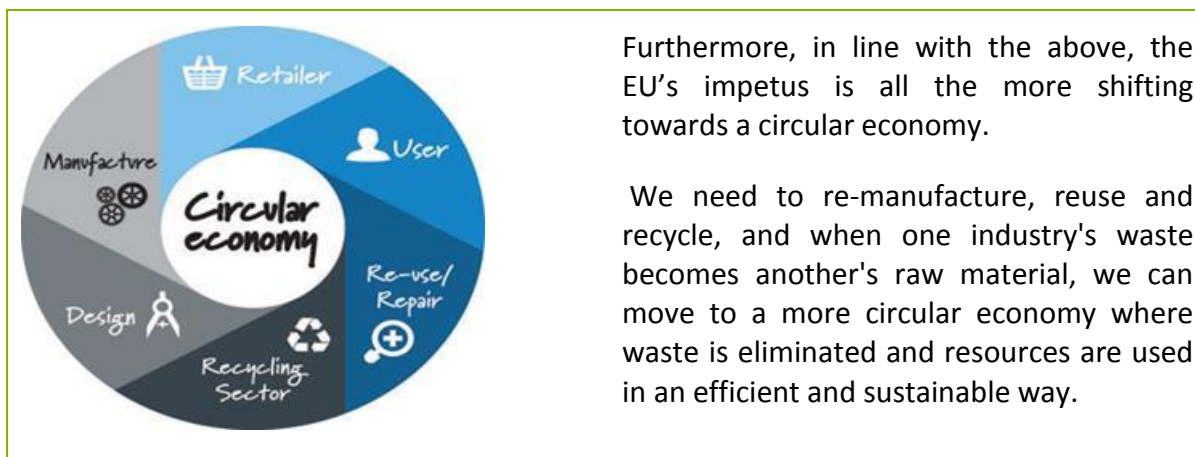 Retailer
User
Re-use/
Repair
Recycling
Sector
Design
Manufacture
Circular
economy
Furthermore, in line with the above, the
EU’s impetus is all the more shifting
towards a circular economy.
We need to re-manufacture, reuse and
recycle, and when one industry's waste
becomes another's raw material, we can
move to a more circular economy where
waste is eliminated and resources are used
in an efficient and sustainable way.